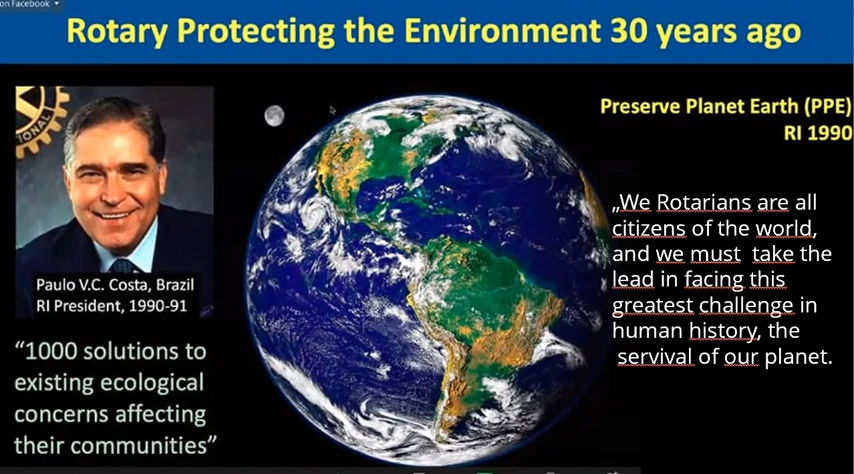 on Facebook
Rotary Protecting the Environment 30 years ago
IONAL
Preserve Planet Earth (PPE)
RI 1990
Paulo V.C. Costa, Brazil
RI President, 1990-91
“1000 solutions to
existing ecological
concerns affecting
their communities”
„We Rotarians are all
citizens of the world,
and we must  take the
lead in facing this
greatest challenge in
human history, the
servival of our planet.